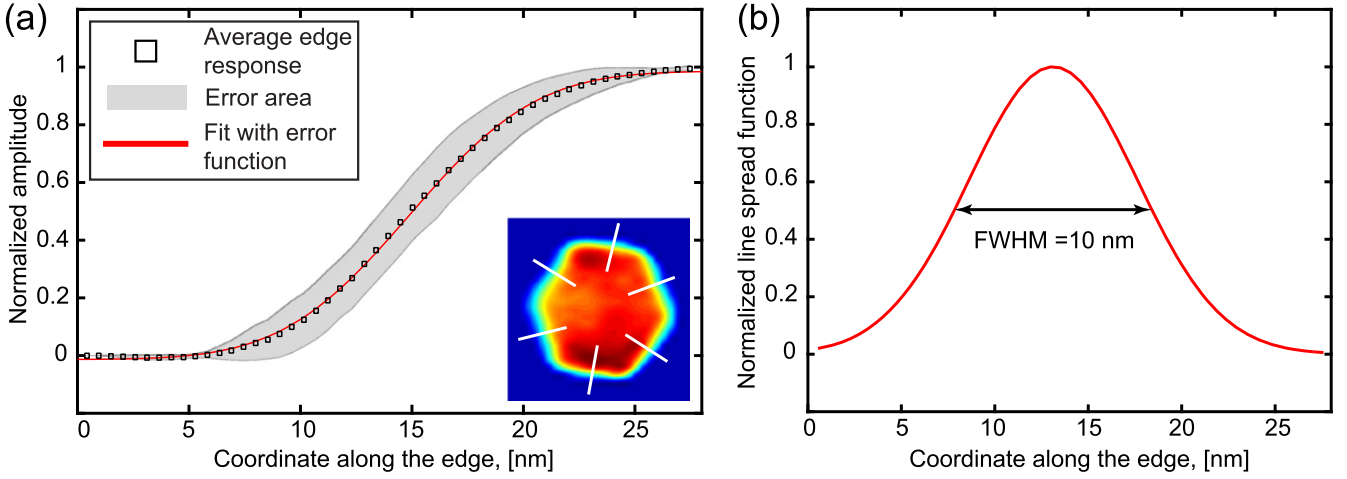 (a)
Average edge
response
Error area
Fit with error
function
Normalized amplitude
1
0.8
0.6
0.4
0.2
0
0 5 10 15 20 25
Coordinate along the edge, [nm]
(b)
Normalized line spread function
1
0.8
0.6
0.4
0.2
0
FWHM =10 nm
0 5 10 15 20 25
Coordinate along the edge, [nm]